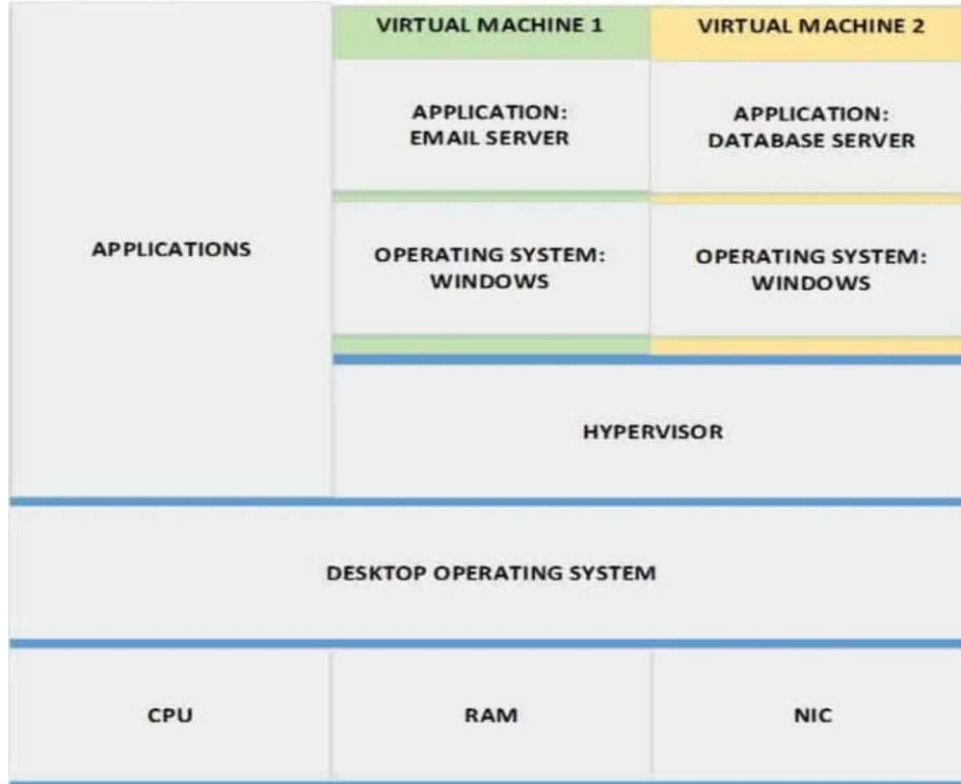 VIRTUAL MACHINE 1
VIRTUAL MACHINE 2
APPLICATION:
EMAIL SERVER
APPLICATION:
DATABASE SERVER
APPLICATIONS
OPERATING SYSTEM:
WINDOWS
OPERATING SYSTEM:
WINDOWS
HYPERVISOR
DESKTOP OPERATING SYSTEM
CPU
RAM
NIC